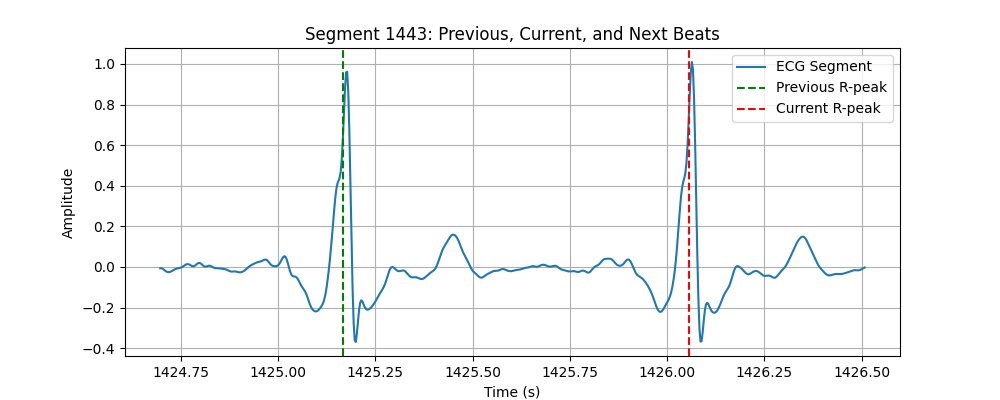 Segment 1443: Previous, Current, and Next Beats
ECG Segment
Previous R-peak
Current R-peak
Amplitude
1.0
0.8
0.6
0.4
0.2
0.0
−0.2
−0.4
1424.75 1425.00 1425.25 1425.50 1425.75 1426.00 1426.25 1426.50
Time (s)